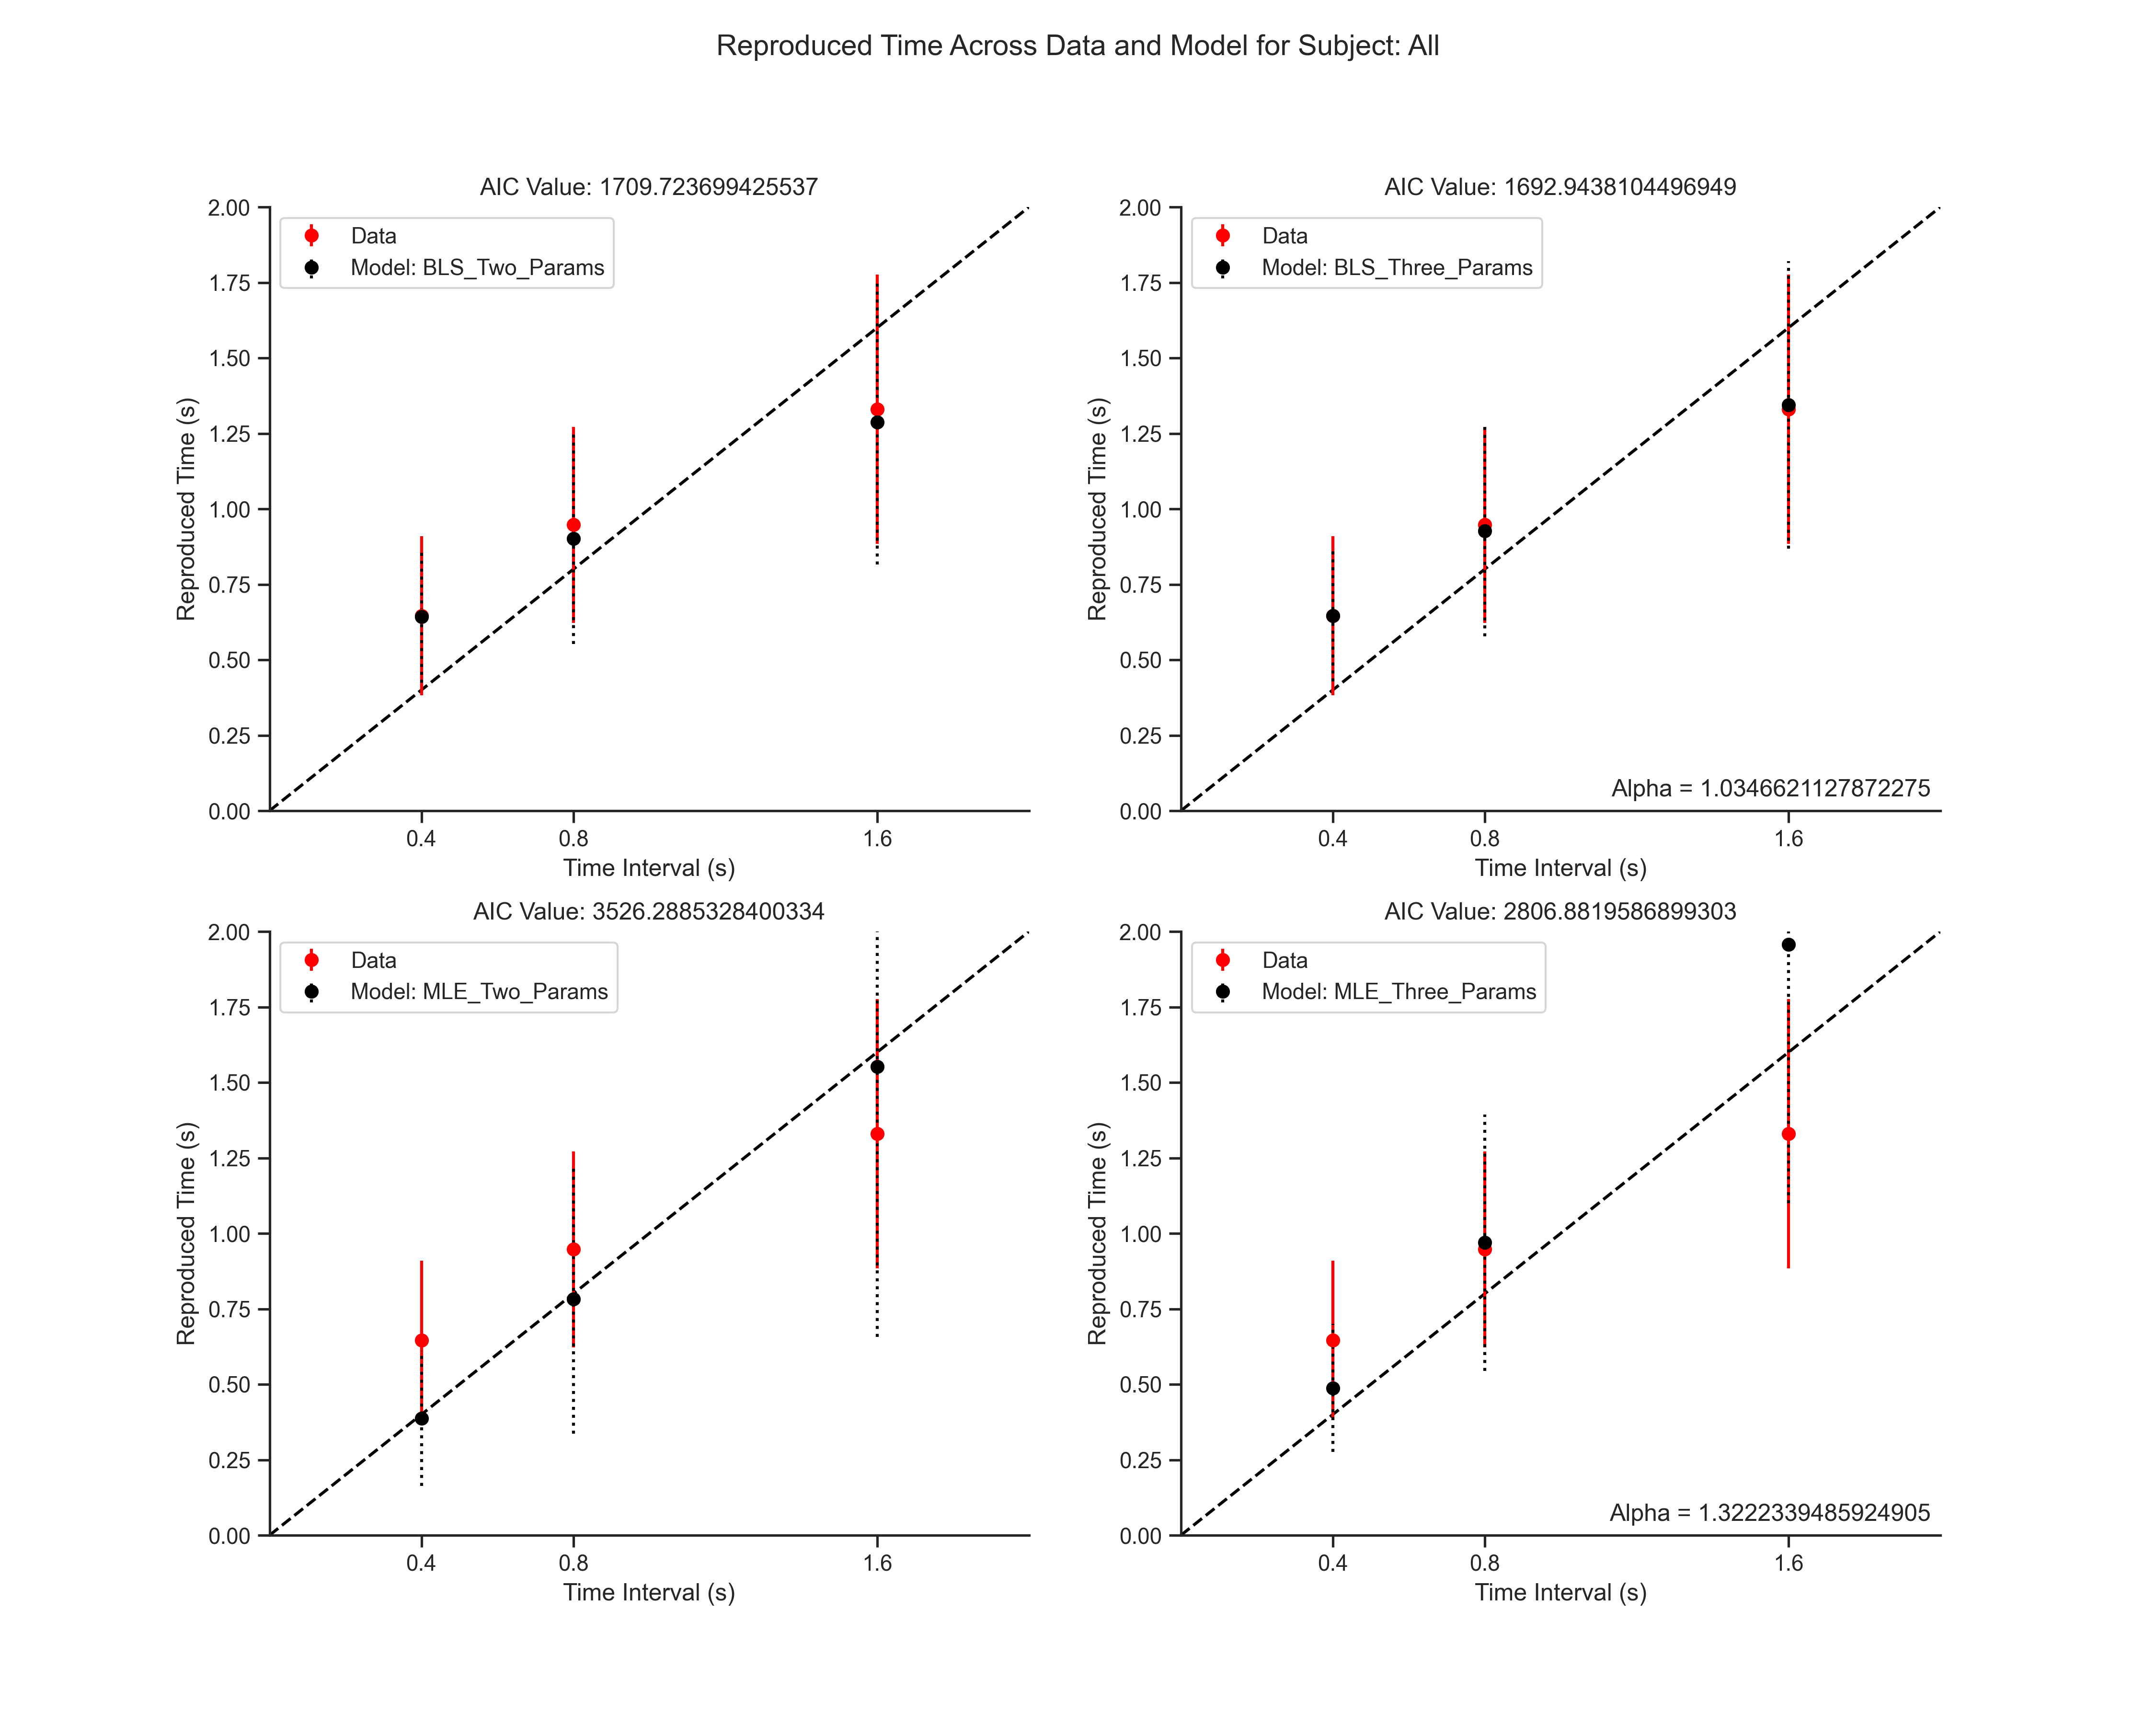 Reproduced Time Across Data and Model for Subject: All
AIC Value: 1709.723699425537
2.00
1.75
1.50
1.25
1.00
0.75
0.50
0.25
0.00
Reproduced Time (s)
Data
Model: BLS_Two_Params
0.4
0.8
1.6
Time Interval (s)
AIC Value: 1692.9438104496949
2.00
1.75
1.50
1.25
1.00
0.75
0.50
0.25
0.00
Reproduced Time (s)
Data
Model: BLS_Three_Params
Alpha = 1.0346621127872275
0.4
0.8
1.6
Time Interval (s)
AIC Value: 3526.2885328400334
2.00
1.75
1.50
1.25
1.00
0.75
0.50
0.25
0.00
Reproduced Time (s)
Data
Model: MLE_Two_Params
0.4
0.8
1.6
Time Interval (s)
AIC Value: 2806.8819586899303
2.00
1.75
1.50
1.25
1.00
0.75
0.50
0.25
0.00
Reproduced Time (s)
Data
Model: MLE_Three_Params
Alpha = 1.3222339485924905
0.4
0.8
1.6
Time Interval (s)